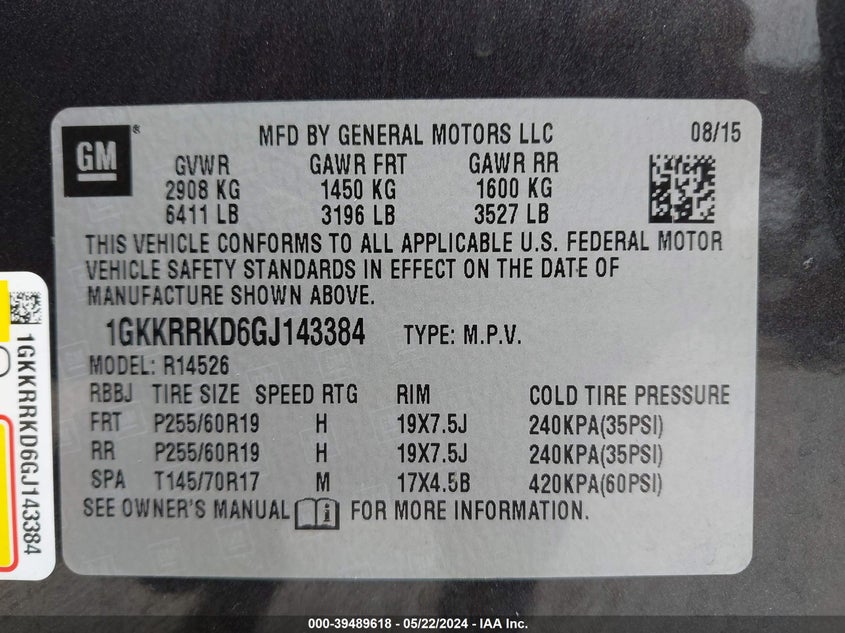 GM
®
MFD BY GENERAL MOTORS LLC
08/15
GVWR GAWR FRT GAWR RR
2908 KG 1450 KG 1600 KG
6411 LB 3196 LB 3527 LB
THIS VEHICLE CONFORMS TO ALL APPLICABLE U.S. FEDERAL MOTOR
VEHICLE SAFETY STANDARDS IN EFFECT ON THE DATE OF
MANUFACTURE SHOWN ABOVE.
1GKKRRKD6GJ143384 TYPE: M.P.V.
MODEL: R14526
RBBJ TIRE SIZE SPEED RTG RIM COLD TIRE PRESSURE
FRT P255/60R19 H 19X7.5J 240KPA(35PSI)
RR P255/60R19 H 19X7.5J 240KPA(35PSI)
SPA T145/70R17 M 17X4.5B 420KPA(60PSI)
SEE OWNER'S MANUAL i FOR MORE INFORMATION.
1GKKRRKD6GJ143384
000-39489618 - 05/22/2024 - IAA Inc.